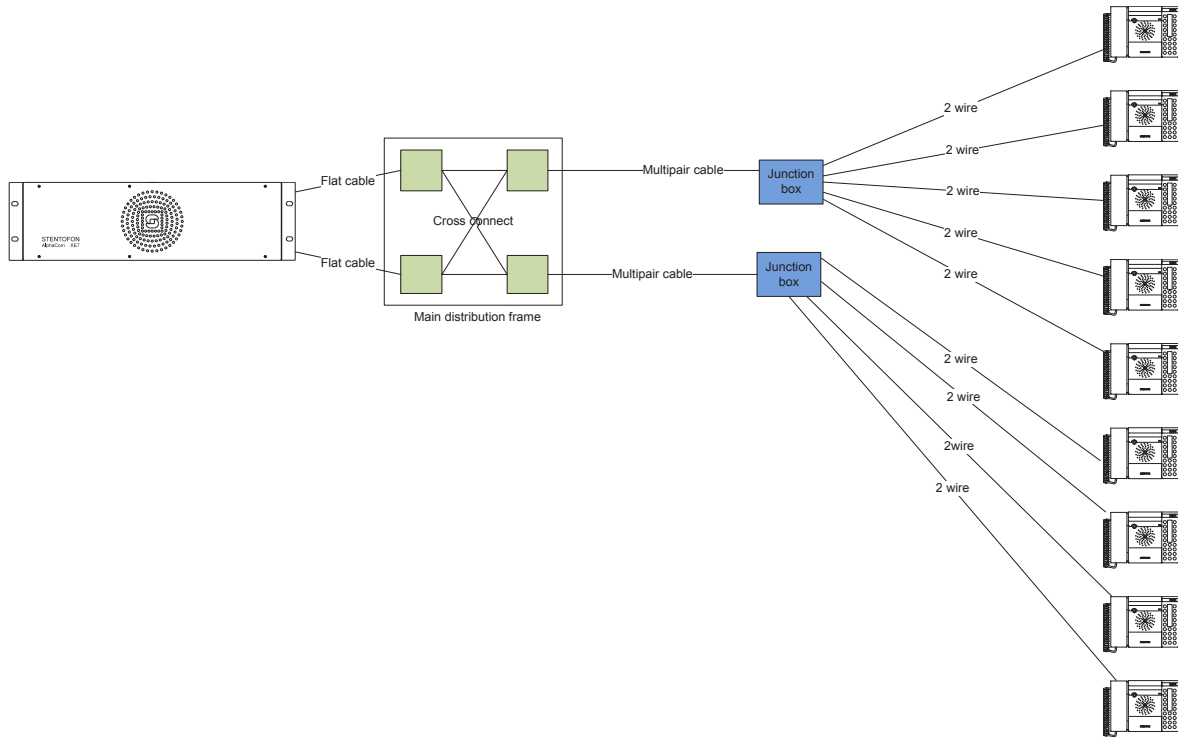 2 wire
2 wire
Flat cable
Multipair cable
Junction
box
2 wire
Cross connect
STENTOFON
AlphaCom XE7
2 wire
Flat cable
Multipair cable
Junction
box
2 wire
Main distribution frame
2 wire
2 wire
2wire
2 wire